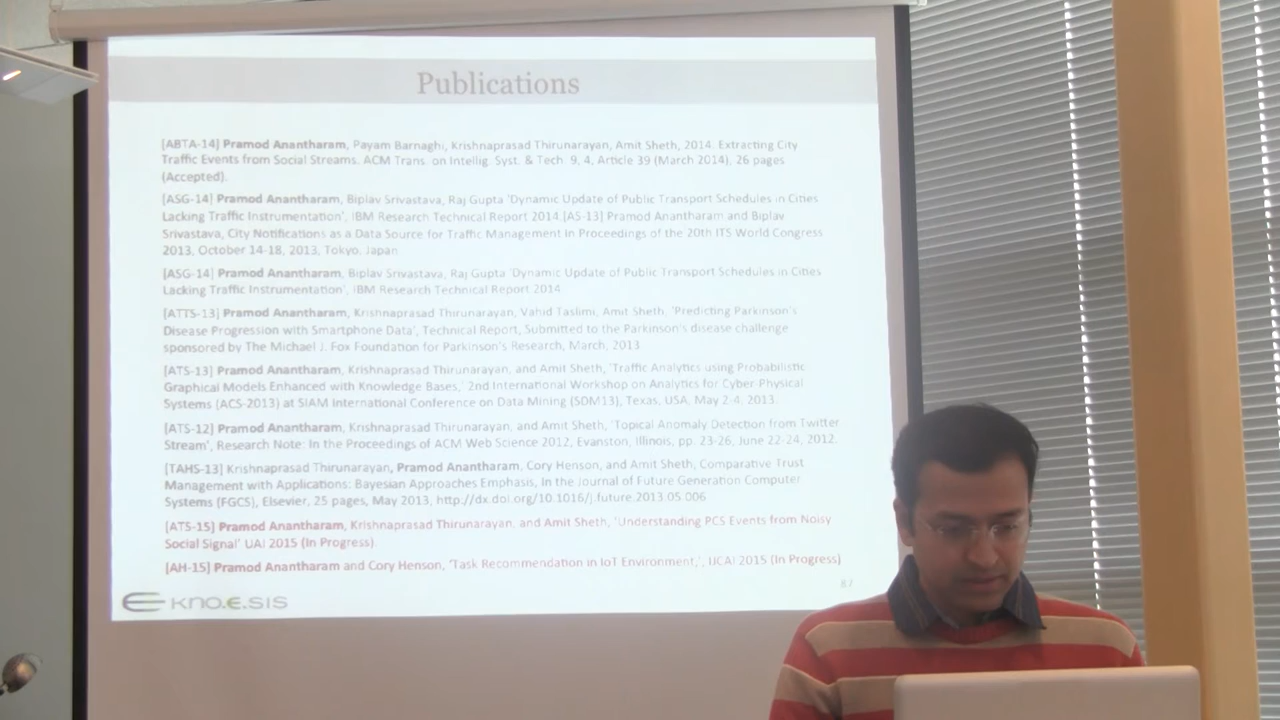 Publications
[ABTA-14] Pramod Anantharam, Payam Barnaghi, Krishnaprasad Thirunarayan, Amit Sheth, 2014. Extracting City
Traffic Events from Social Streams. ACM Trans. on Intellig. Syst. & Tech. 9, 4, Article 39 (March 2014), 26 pages
(Accepted).
[ASG-14] Pramod Anantharam, Biplav Srivastava, Raj Gupta 'Dynamic Update of Public Transport Schedules in Cities
Lacking Traffic Instrumentation', IBM Research Technical Report 2014.[AS-13] Pramod Anantharam and Biplav
Srivastava, City Notifications as a Data Source for Traffic Management in Proceedings of the 20th ITS World Congress
2013, October 14-18, 2013, Tokyo, Japan
[ASG-14] Pramod Anantharam, Biplav Srivastava, Raj Gupta 'Dynamic Update of Public Transport Schedules in Cities
Lacking Traffic Instrumentation', IBM Research Technical Report 2014
[ATTS-13] Pramod Anantharam, Krishnaprasad Thirunarayan, Vahid Taslimi, Amit Sheth, 'Predicting Parkinson's
Disease Progression with Smartphone Data', Technical Report, Submitted to the Parkinson's disease challenge
sponsored by The Michael J. Fox Foundation for Parkinson's Research, March, 2013
[ATS-13] Pramod Anantharam, Krishnaprasad Thirunarayan, and Amit Sheth, 'Traffic Analytics using Probabilistic
Graphical Models Enhanced with Knowledge Bases,' 2nd International Workshop on Analytics for Cyber-Physical
Systems (ACS-2013) at SIAM International Conference on Data Mining (SDM13), Texas, USA, May 2-4, 2013.
[ATS-12] Pramod Anantharam, Krishnaprasad Thirunarayan, and Amit Sheth, 'Topical Anomaly Detection from Twitter
Stream', Research Note: In the Proceedings of ACM Web Science 2012, Evanston, Illinois, pp. 23-26, June 22-24, 2012.
[TAHS-13] Krishnaprasad Thirunarayan, Pramod Anantharam, Cory Henson, and Amit Sheth, Comparative Trust
Management with Applications: Bayesian Approaches Emphasis, In the Journal of Future Generation Computer
Systems (FGCS), Elsevier, 25 pages, May 2013, http://dx.doi.org/10.1016/j.future.2013.05.006
[ATS-15] Pramod Anantharam, Krishnaprasad Thirunarayan, and Amit Sheth, 'Understanding PCS Events from Noisy
Social Signal' UAI 2015 (In Progress)
[AH-15] Pramod Anantharam and Cory Henson, 'Task Recommendation in IoT Environment,', IJCAI 2015 (In Progress)
87
kno.e.sis